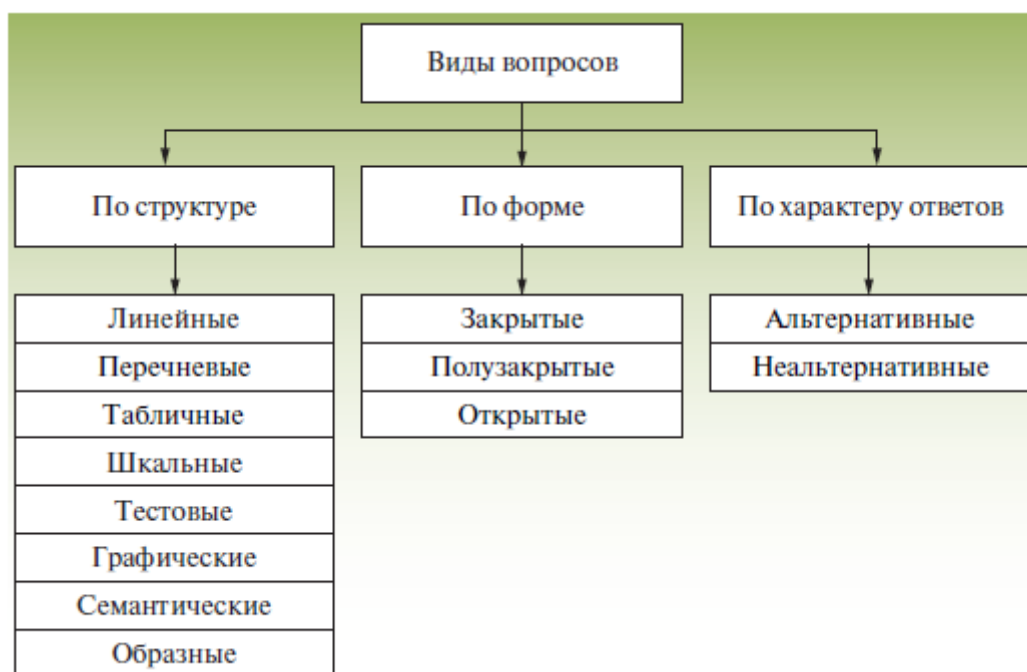 Виды вопросов
По структуре
Линейные
Перечневые
Табличные
Шкальные
Тестовые
Графические
Семантические
Образные
По форме
Закрытые
Полузакрытые
Открытые
По характеру ответов
Альтернативные
Неальтернативные